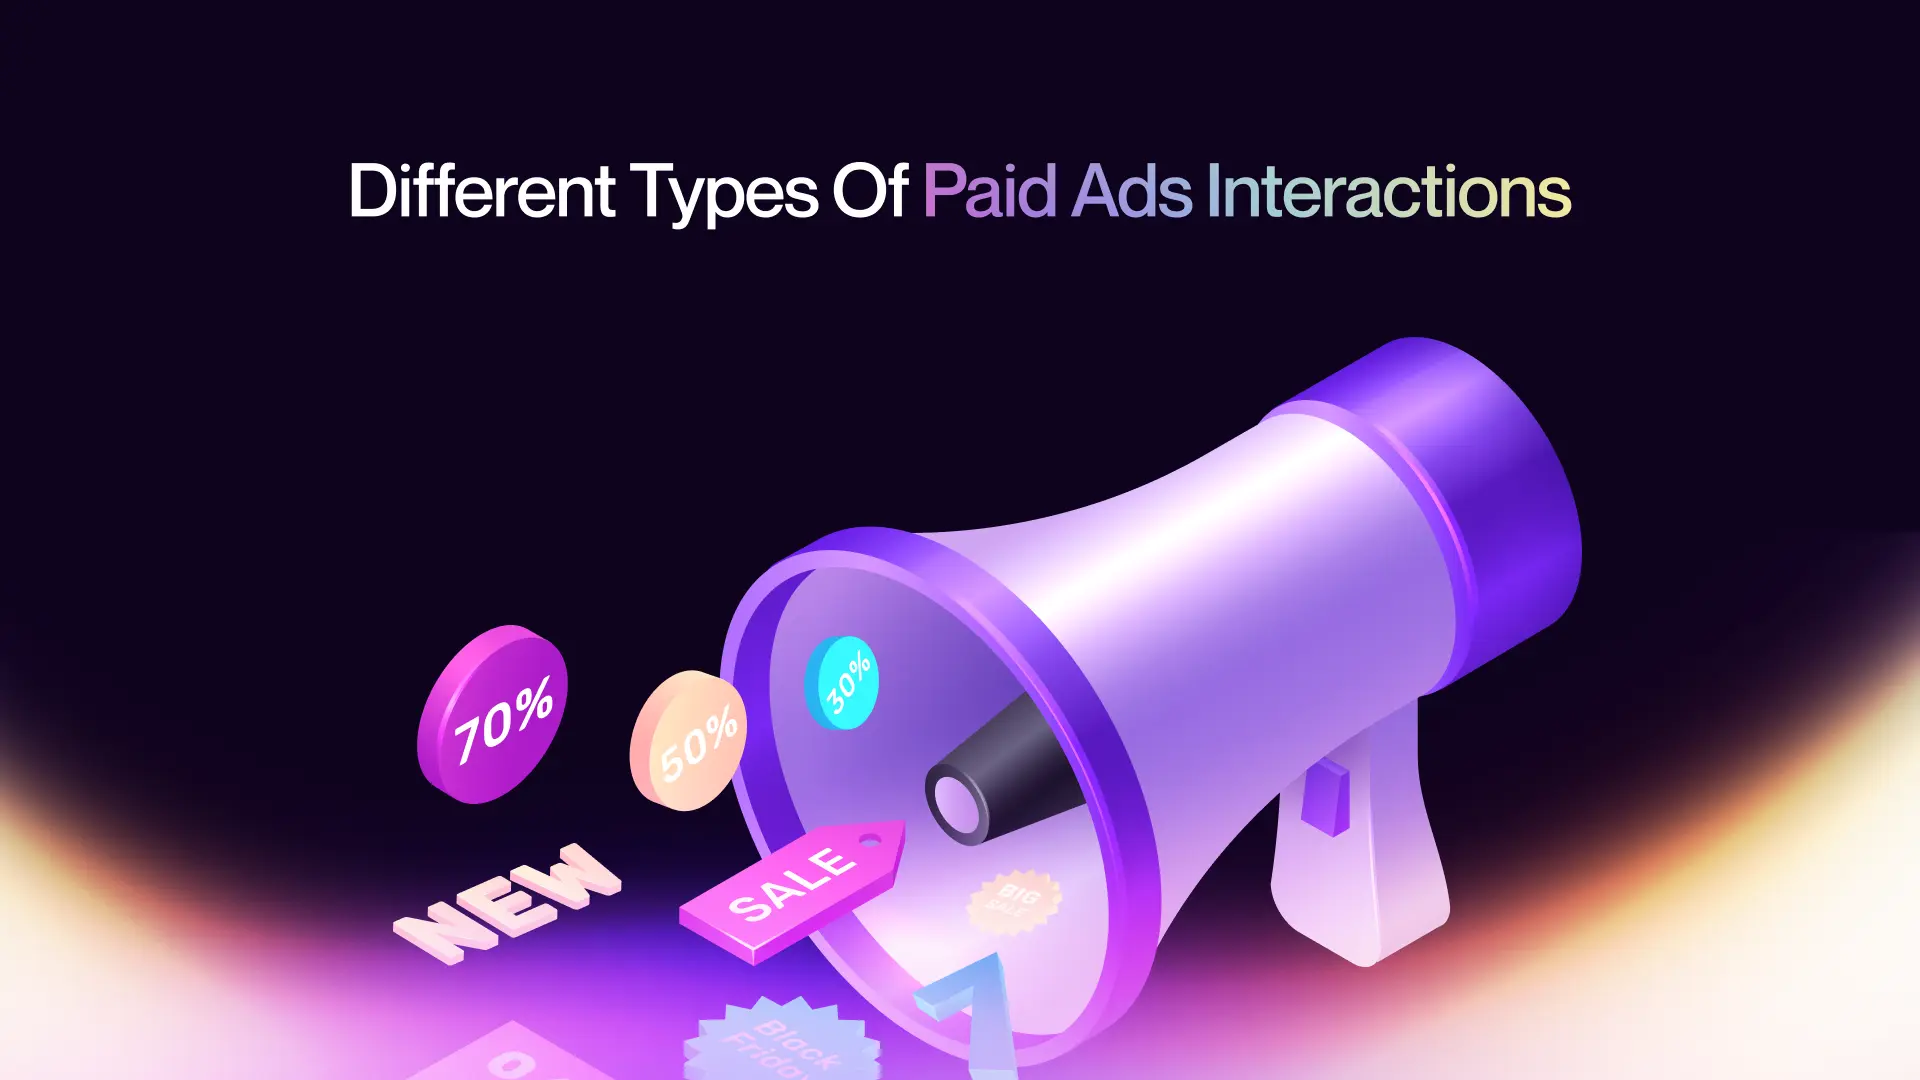 Different Types Of Paid Ads Interactions
30%
70%
50%
SALE
NEW
BIG
SALE
Black
Friday